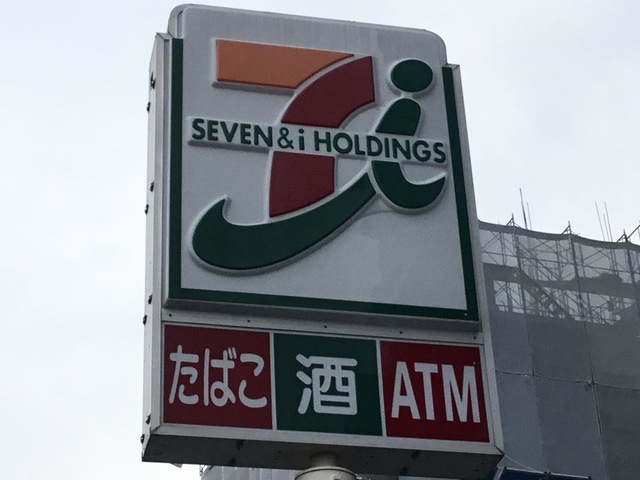 SEVEN & i HOLDINGS
たばこ 酒 ATM